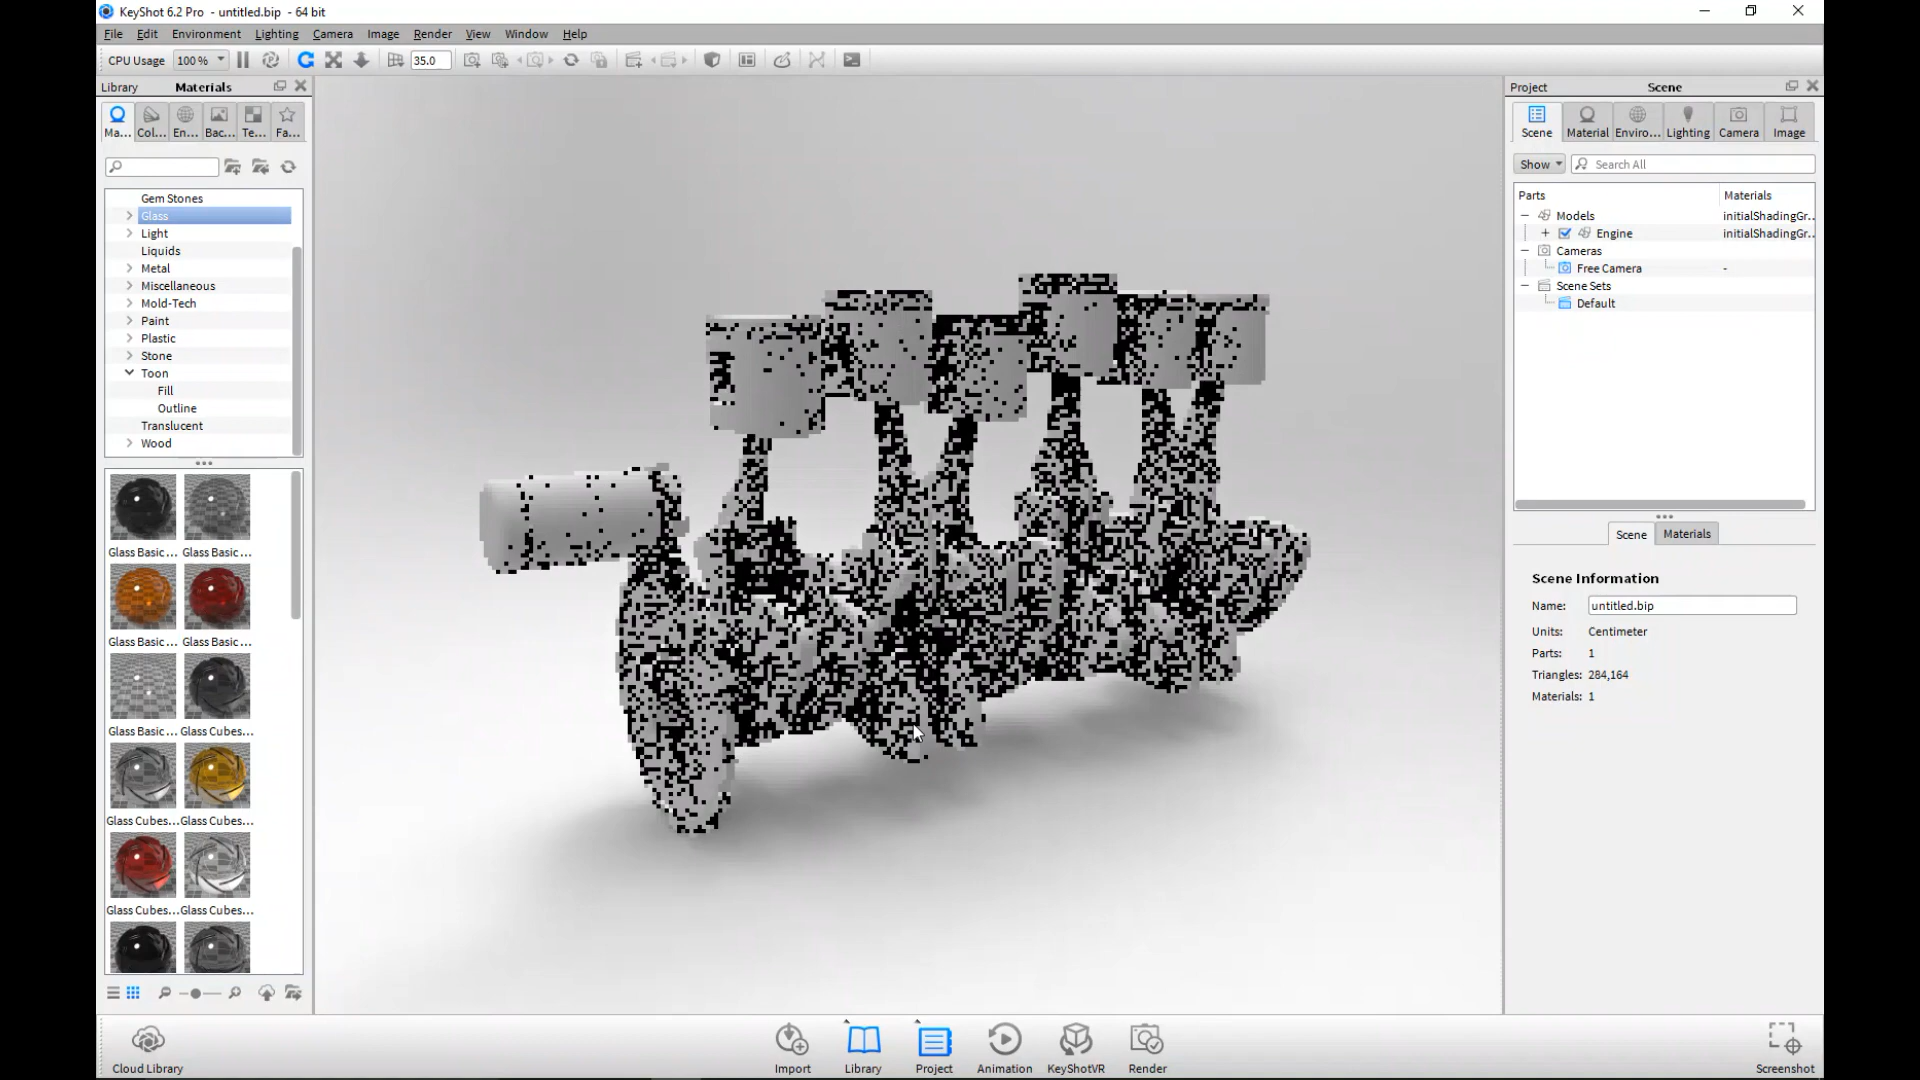 KeyShot 6.2 Pro - untitled.bip - 64 bit
File Edit Environment Lighting Camera Image Render View Window Help
CPU Usage 100 % 35.0
Library Materials
Ma... Col... En... Bac... Te... Fa...
Gem Stones
Glass
Light
Liquids
Metal
Miscellaneous
Mold-Tech
Paint
Plastic
Stone
Toon
Fill
Outline
Translucent
Wood
Glass Basic ... Glass Basic ...
Glass Basic ... Glass Basic ...
Glass Basic ... Glass Cubes...
Glass Cubes... Glass Cubes...
Glass Cubes... Glass Cubes...
Project Scene
Scene Material Enviro... Lighting Camera Image
Show Search All
Parts Materials
Models initialShadingGr...
Engine initialShadingGr...
Cameras
Free Camera -
Scene Sets
Default
Scene Materials
Scene Information
Name: untitled.bip
Units: Centimeter
Parts: 1
Triangles: 284,164
Materials: 1
Cloud Library Import Library Project Animation KeyShotVR Render Screenshot